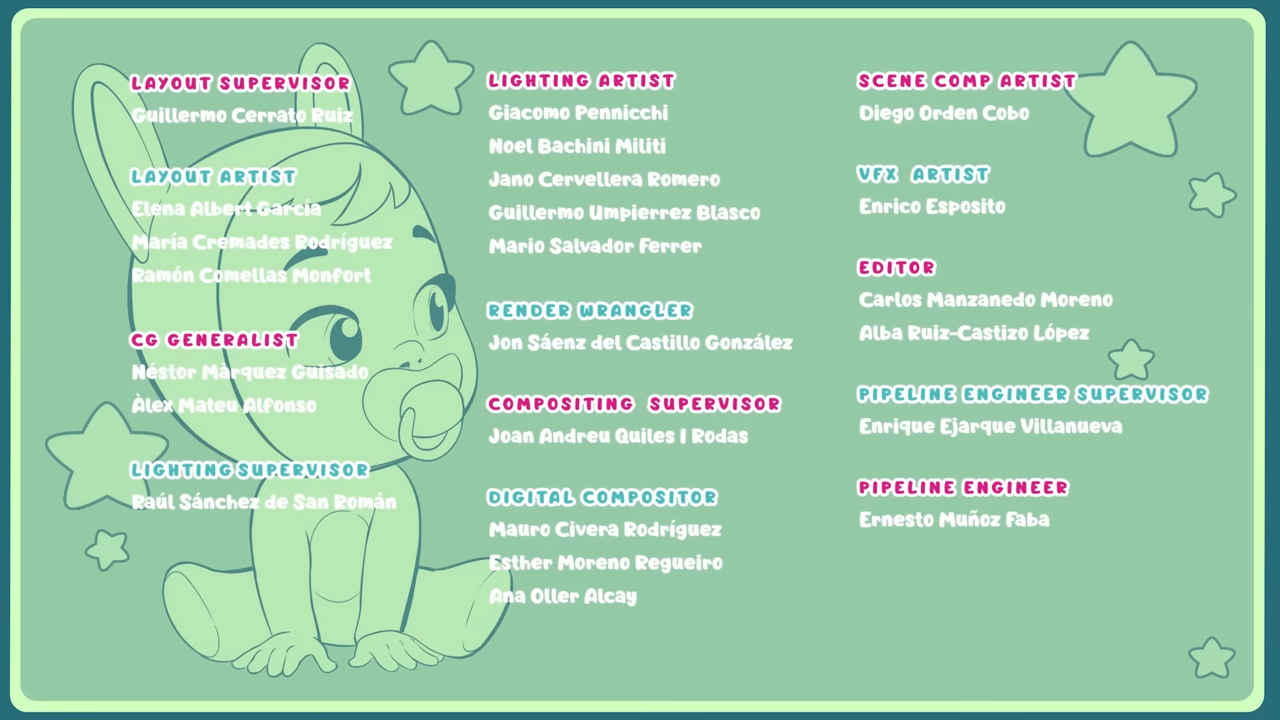 LAYOUT SUPERVISOR
Guillermo Cerrato Ruiz
LAYOUT ARTIST
Elena Albert García
María Cremades Rodríguez
Ramón Comellas Monfort
CG GENERALIST
Néstor Màrquez Guisado
Àlex Mateu Alfonso
LIGHTING SUPERVISOR
Raúl Sánchez de San Román
LIGHTING ARTIST
Giacomo Pennicchi
Noel Bachini Militi
Jano Cervellera Romero
Guillermo Umpierrez Blasco
Mario Salvador Ferrer
RENDER WRANGLER
Jon Sáenz del Castillo González
COMPOSITING SUPERVISOR
Joan Andreu Quiles I Rodas
DIGITAL COMPOSITOR
Mauro Civera Rodríguez
Esther Moreno Regueiro
Ana Oller Alcay
SCENE COMP ARTIST
Diego Orden Cobo
VFX ARTIST
Enrico Esposito
EDITOR
Carlos Manzanedo Moreno
Alba Ruiz-Castizo López
PIPELINE ENGINEER SUPERVISOR
Enrique Ejarque Villanueva
PIPELINE ENGINEER
Ernesto Muñoz Faba